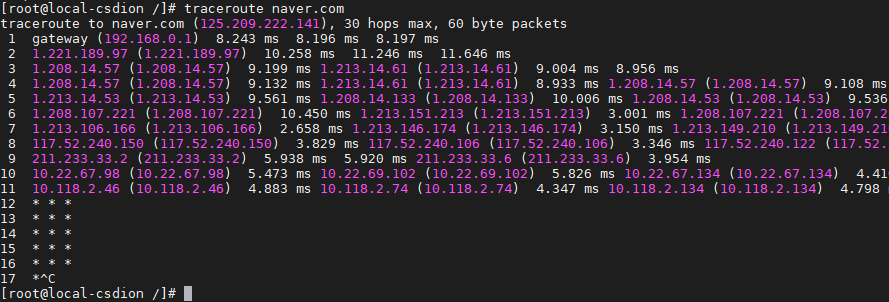 [root@local-csdion /]# traceroute naver.com
traceroute to naver.com (125.209.222.141), 30 hops max, 60 byte packets
 1  gateway (192.168.0.1)  8.243 ms  8.196 ms  8.197 ms
 2  1.221.189.97 (1.221.189.97)  10.258 ms  11.246 ms  11.646 ms
 3  1.208.14.57 (1.208.14.57)  9.199 ms 1.213.14.61 (1.213.14.61)  9.004 ms  8.956 ms
 4  1.208.14.57 (1.208.14.57)  9.132 ms 1.213.14.61 (1.213.14.61)  8.933 ms 1.208.14.57 (1.208.14.57)  9.108 ms
 5  1.213.14.53 (1.213.14.53)  9.561 ms 1.208.14.133 (1.208.14.133)  10.006 ms 1.208.14.53 (1.208.14.53)  9.536
 6  1.208.107.221 (1.208.107.221)  10.450 ms 1.213.151.213 (1.213.151.213)  3.001 ms 1.208.107.221 (1.208.107.2
 7  1.213.106.166 (1.213.106.166)  2.658 ms 1.213.146.174 (1.213.146.174)  3.150 ms 1.213.149.210 (1.213.149.21
 8  117.52.240.150 (117.52.240.150)  3.829 ms 117.52.240.106 (117.52.240.106)  3.346 ms 117.52.240.122 (117.52.
 9  211.233.33.2 (211.233.33.2)  5.938 ms  5.920 ms 211.233.33.6 (211.233.33.6)  3.954 ms
10  10.22.67.98 (10.22.67.98)  5.473 ms 10.22.69.102 (10.22.69.102)  5.826 ms 10.22.67.134 (10.22.67.134)  4.41
11  10.118.2.46 (10.118.2.46)  4.883 ms 10.118.2.74 (10.118.2.74)  4.347 ms 10.118.2.134 (10.118.2.134)  4.798
12  * * *
13  * * *
14  * * *
15  * * *
16  * * *
17  *^C
[root@local-csdion /]#